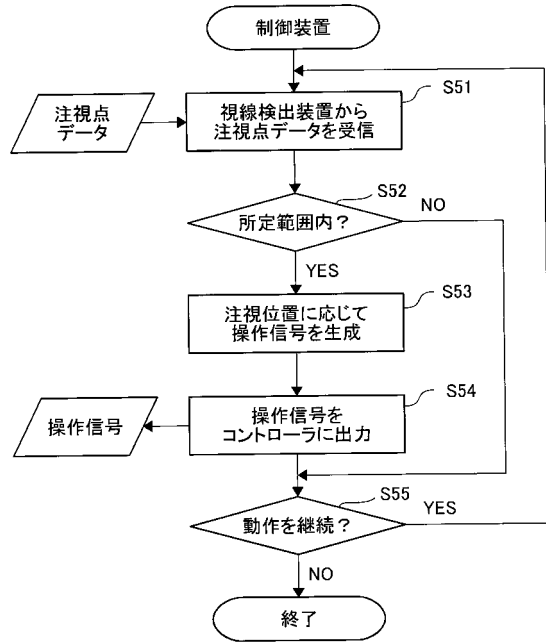 制御装置
S51
注視点
データ
視線検出装置から
注視点データを受信
S52
所定範囲内?
NO
YES
S53
注視位置に応じて
操作信号を生成
S54
操作信号
操作信号を
コントローラに出力
S55
動作を継続?
YES
NO
終了